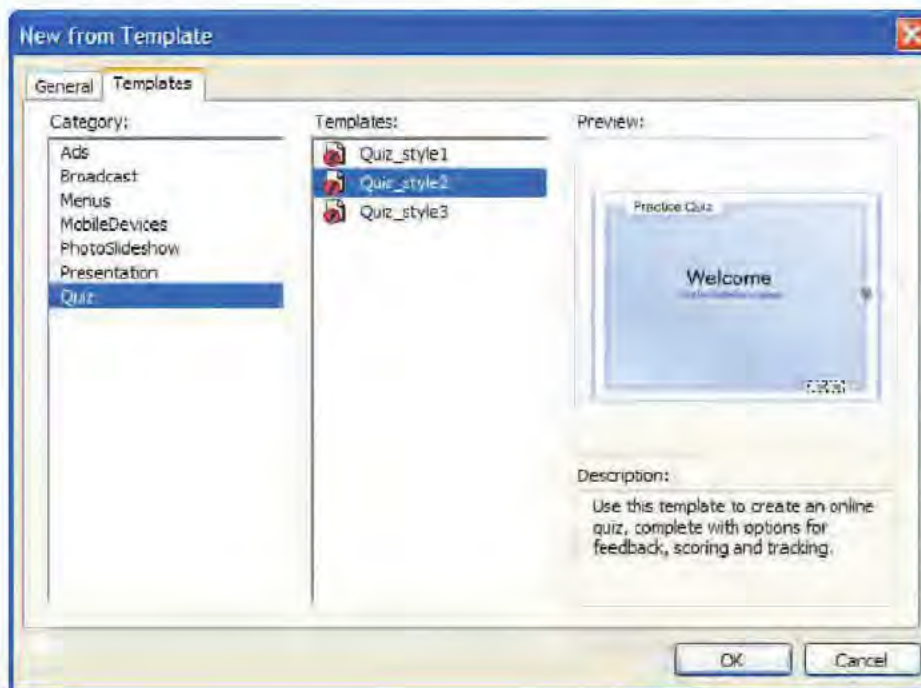 New from Template
General
Templates
Category:
Ads
Broadcast
Menus
MobileDevices
PhotoSlideshow
Presentation
Quiz
Templates:
Quiz_style1
Quiz_style2
Quiz_style3
Preview:
Practice Quiz
Welcome
Description:
Use this template to create an online
quiz, complete with options for
feedback, scoring and tracking.
OK
Cancel